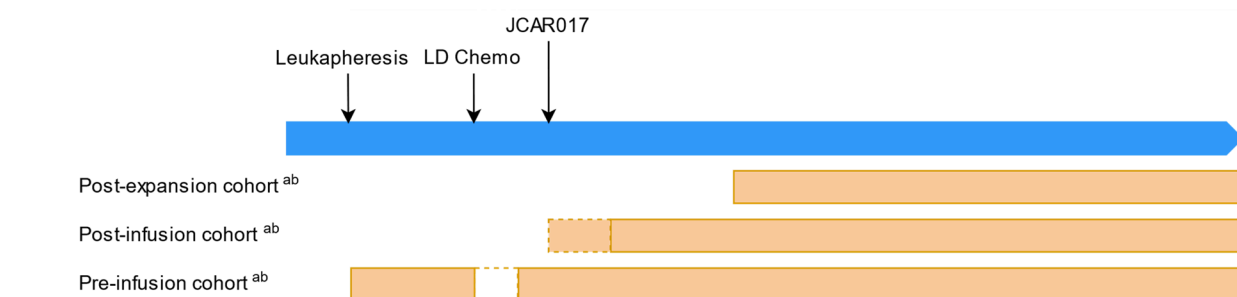 JCAR017
Leukapheresis LD Chemo
Post-expansion cohort ab
Post-infusion cohort ab
Pre-infusion cohort ab